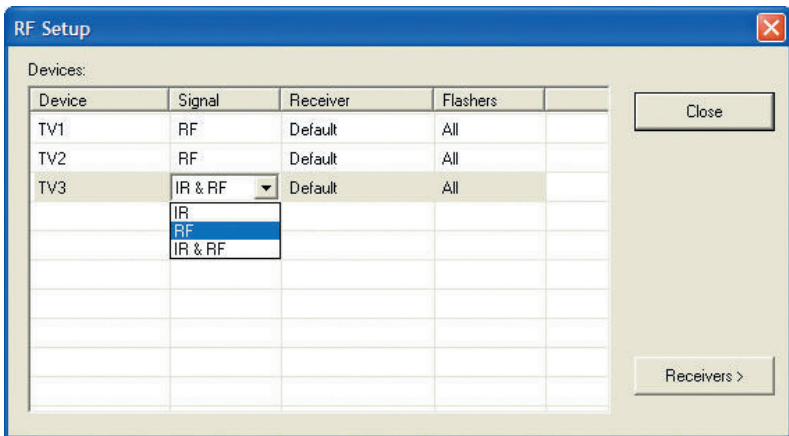 RF Setup
Devices:
Device Signal Receiver Flashers
Close
TV1 RF Default All
TV2 RF Default All
TV3 IR & RF Default All
IR
RF
IR & RF
Receivers >